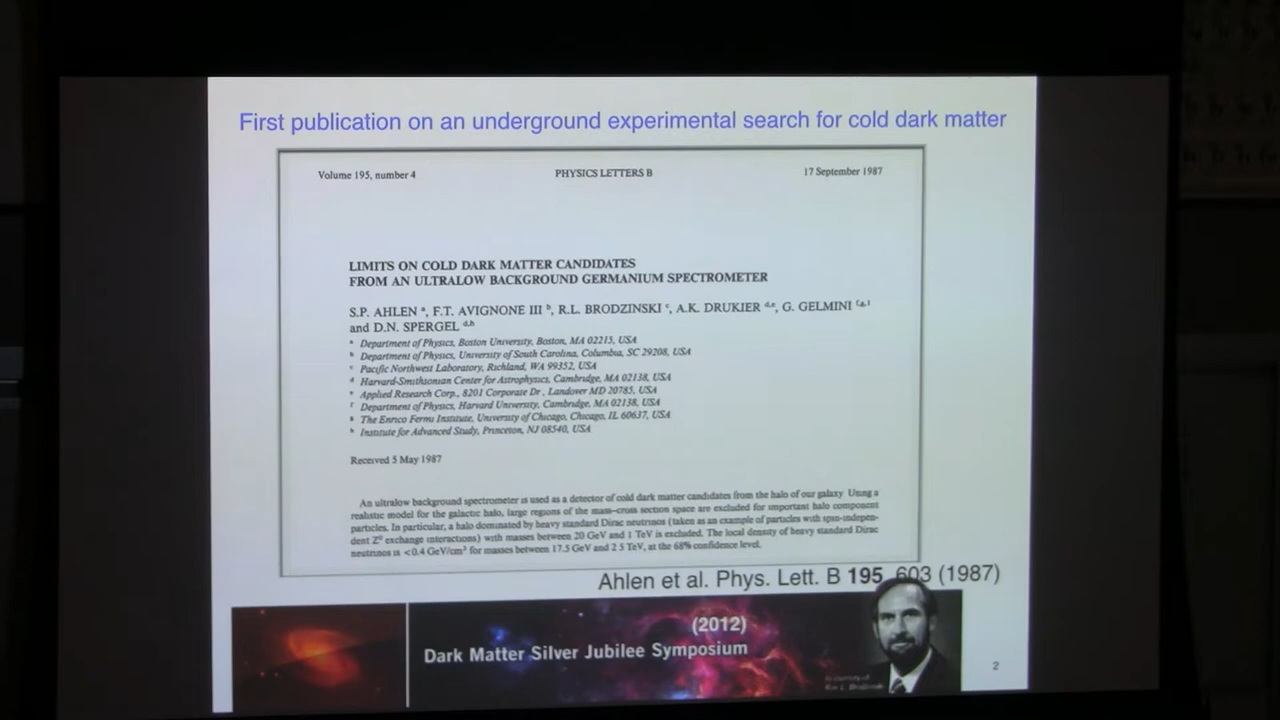 First publication on an underground experimental search for cold dark matter
Volume 195, number 4
PHYSICS LETTERS B
17 September 1987
LIMITS ON COLD DARK MATTER CANDIDATES
FROM AN ULTRALOW BACKGROUND GERMANIUM SPECTROMETER
S.P. AHLEN a, F.T. AVIGNONE III b, R.L. BRODZINSKI c, A.K. DRUKIER d,e, G. GELMINI f,g,1
and D.N. SPERGEL d,h
a Department of Physics, Boston University, Boston, MA 02215, USA
b Department of Physics, University of South Carolina, Columbia, SC 29208, USA
c Pacific Northwest Laboratory, Richland, WA 99352, USA
d Harvard-Smithsonian Center for Astrophysics, Cambridge, MA 02138, USA
e Applied Research Corp., 8201 Corporate Dr, Landover MD 20785, USA
f Department of Physics, Harvard University, Cambridge, MA 02138, USA
g The Enrico Fermi Institute, University of Chicago, Chicago, IL 60637, USA
h Institute for Advanced Study, Princeton, NJ 08540, USA
Received 5 May 1987
An ultralow background spectrometer is used as a detector of cold dark matter candidates from the halo of our galaxy Using a
realistic model for the galactic halo, large regions of the mass-cross section space are excluded for important halo component
particles. In particular, a halo dominated by heavy standard Dirac neutrinos (taken as an example of particles with spin-indepen-
dent Z0 exchange interactions) with masses between 20 GeV and 1 TeV is excluded. The local density of heavy standard Dirac
neutrinos is <0.4 GeV/cm3 for masses between 17.5 GeV and 2 5 TeV, at the 68% confidence level.
Ahlen et al. Phys. Lett. B 195, 603 (1987)
(2012)
Dark Matter Silver Jubilee Symposium
2